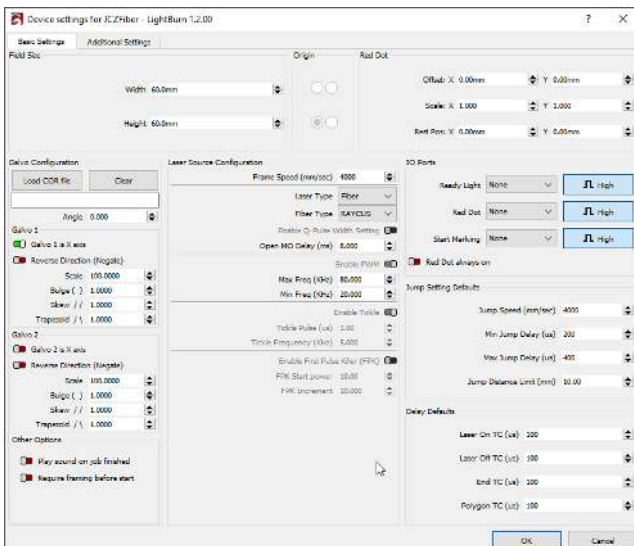 Device settings for JCZFiber - LightBurn 1.2.00
? X
Basic Settings
Additional Settings
Field Size
Width 60.0mm
Height 60.0mm
Origin
Red Dot
Offset: X 0.00mm Y 0.00mm
Scale: X 1.000 Y 1.000
Rest Pos: X 0.00mm Y 0.00mm
Galvo Configuration
Load COR file
Clear
Angle 0.000
Galvo 1
Galvo 1 is X axis
Reverse Direction (Negate)
Scale 100.0000
Bulge ( ) 1.0000
Skew / / 1.0000
Trapezoid / \ 1.0000
Galvo 2
Galvo 2 is X axis
Reverse Direction (Negate)
Scale 100.0000
Bulge ( ) 1.0000
Skew / / 1.0000
Trapezoid / \ 1.0000
Other Options
Play sound on job finished
Require framing before start
Laser Source Configuration
Frame Speed (mm/sec) 4000
Laser Type Fiber
Fiber Type RAYCUS
Enable Q-Pulse Width Setting
Open MO Delay (ms) 8.000
Enable PWM
Max Freq (KHz) 80.000
Min Freq (KHz) 20.000
Enable Tickle
Tickle Pulse (us) 1.00
Tickle Frequency (KHz) 5.000
Enable First Pulse Killer (FPK)
FPK Start power 10.00
FPK Increment 10.000
IO Ports
Ready Light None High
Red Dot None High
Start Marking None High
Red Dot always on
Jump Setting Defaults
Jump Speed (mm/sec) 4000
Min Jump Delay (us) 200
Max Jump Delay (us) 400
Jump Distance Limit (mm) 10.00
Delay Defaults
Laser On TC (us) 100
Laser Off TC (us) 100
End TC (us) 100
Polygon TC (us) 100
OK
Cancel